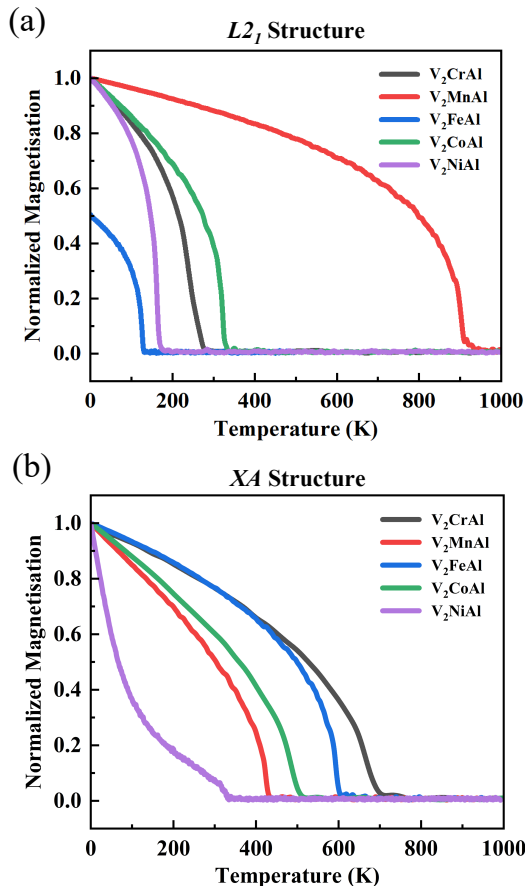 (a)
L2₁ Structure
1.0
0.8
0.6
0.4
0.2
0.0
Normalized Magnetisation
V₂CrAl
V₂MnAl
V₂FeAl
V₂CoAl
V₂NiAl
0 200 400 600 800 1000
Temperature (K)
(b)
XA Structure
1.0
0.8
0.6
0.4
0.2
0.0
Normalized Magnetisation
V₂CrAl
V₂MnAl
V₂FeAl
V₂CoAl
V₂NiAl
0 200 400 600 800 1000
Temperature (K)